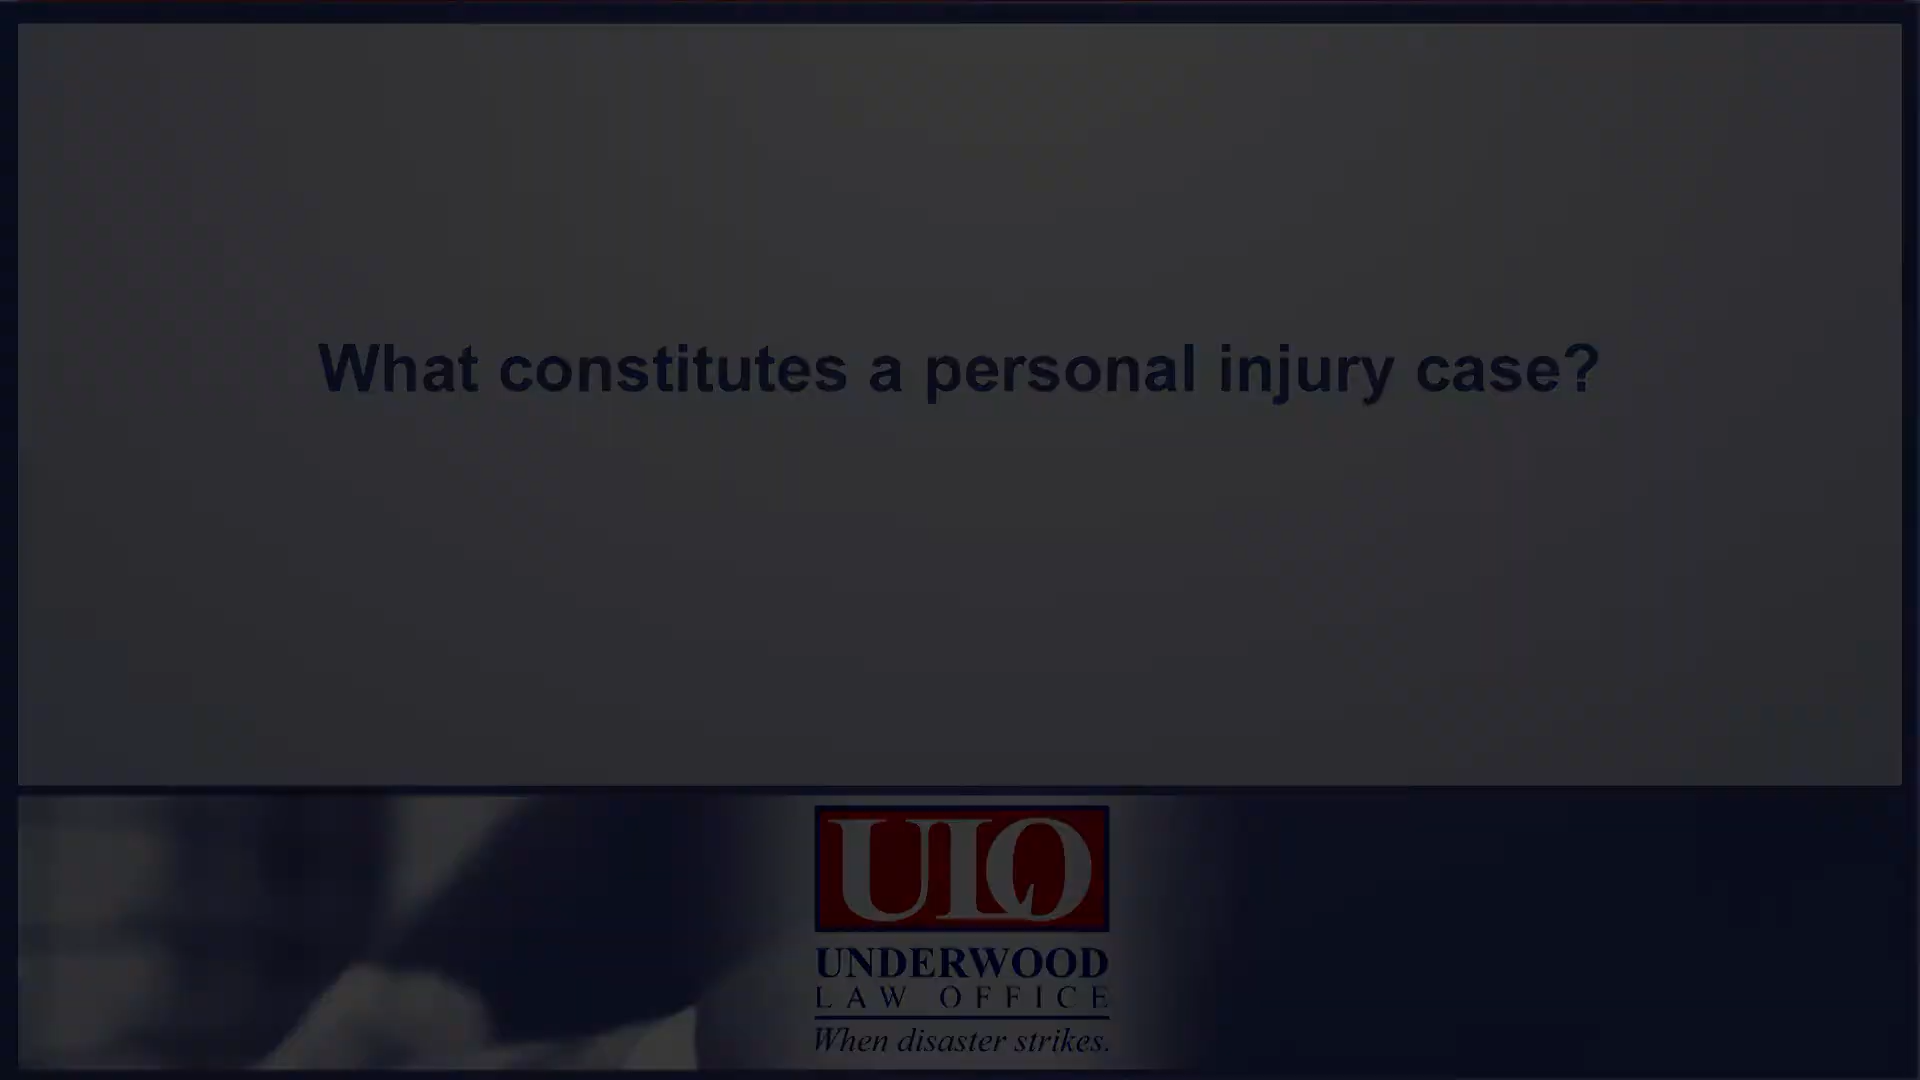 What constitutes a personal injury case?
ULO
UNDERWOOD
LAW OFFICE
When disaster strikes.